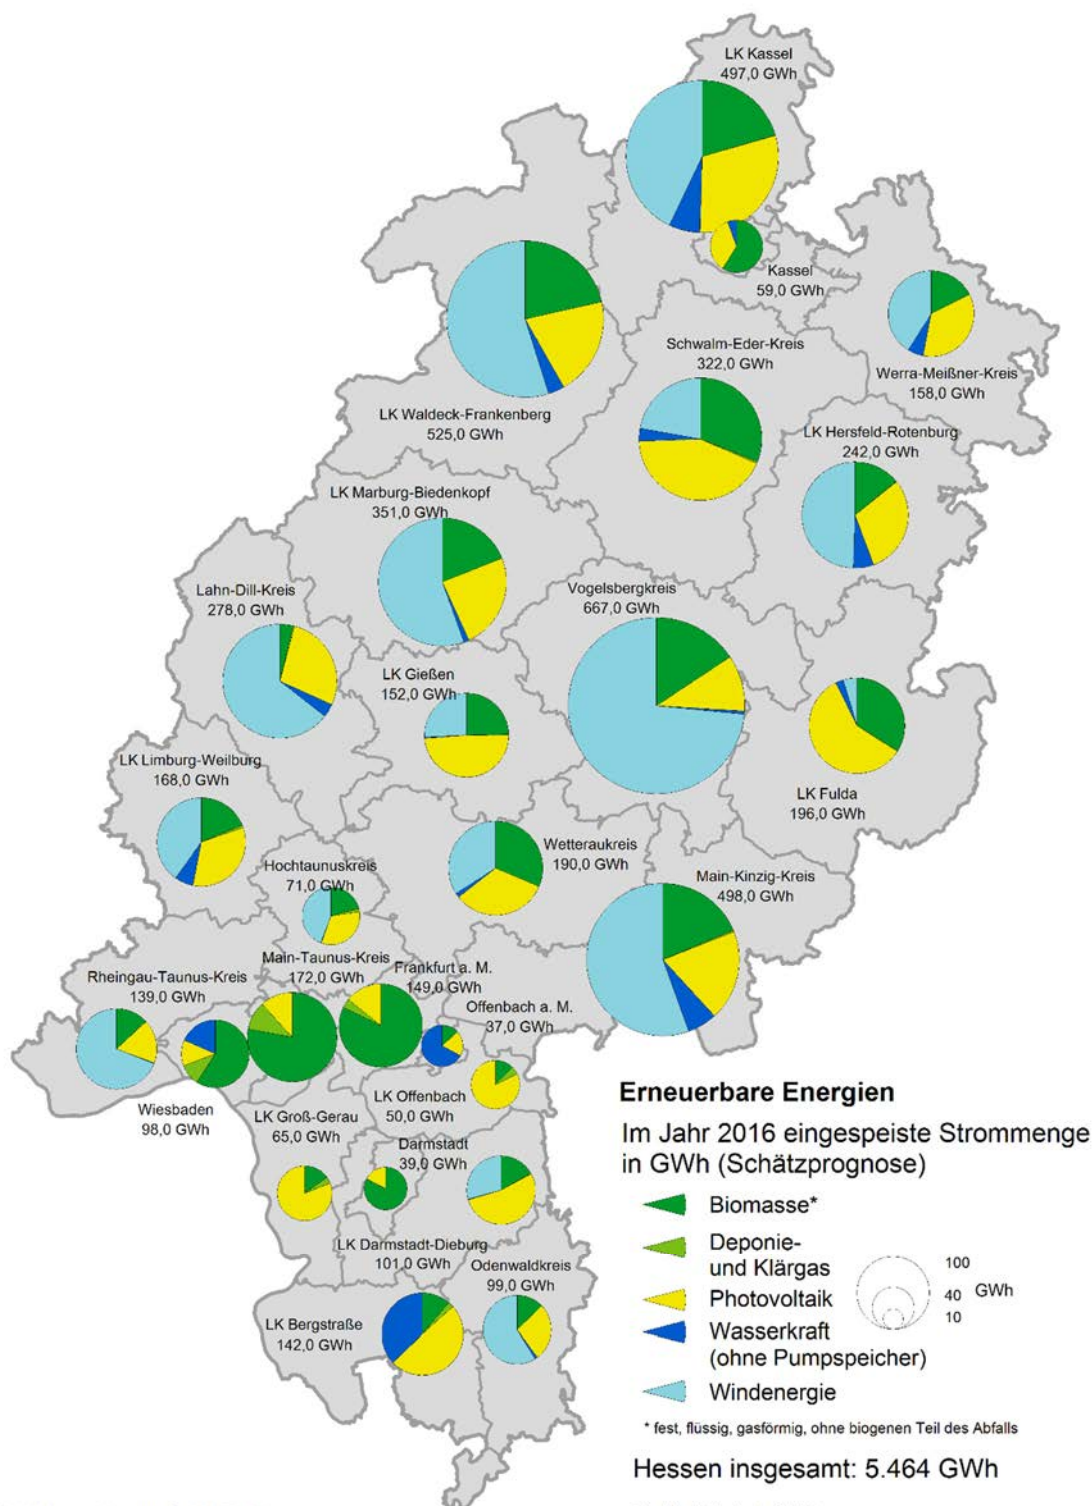 LK Kassel
497,0 GWh
Kassel
59,0 GWh
Werra-Meißner-Kreis
158,0 GWh
Schwalm-Eder-Kreis
322,0 GWh
LK Waldeck-Frankenberg
525,0 GWh
LK Hersfeld-Rotenburg
242,0 GWh
LK Marburg-Biedenkopf
351,0 GWh
Lahn-Dill-Kreis
278,0 GWh
Vogelsbergkreis
667,0 GWh
LK Gießen
152,0 GWh
LK Limburg-Weilburg
168,0 GWh
LK Fulda
196,0 GWh
Wetteraukreis
190,0 GWh
Hochtaunuskreis
71,0 GWh
Main-Kinzig-Kreis
498,0 GWh
Main-Taunus-Kreis
172,0 GWh
Frankfurt a. M.
149,0 GWh
Rheingau-Taunus-Kreis
139,0 GWh
Offenbach a. M.
37,0 GWh
Wiesbaden
98,0 GWh
LK Offenbach
50,0 GWh
LK Groß-Gerau
65,0 GWh
Darmstadt
39,0 GWh
LK Darmstadt-Dieburg
101,0 GWh
Odenwaldkreis
99,0 GWh
LK Bergstraße
142,0 GWh
Erneuerbare Energien
Im Jahr 2016 eingespeiste Strommenge
in GWh (Schätzprognose)
Biomasse*
Deponie-
und Klärgas
Photovoltaik
Wasserkraft
(ohne Pumpspeicher)
Windenergie
100
40
10
GWh
* fest, flüssig, gasförmig, ohne biogenen Teil des Abfalls
Hessen insgesamt: 5.464 GWh